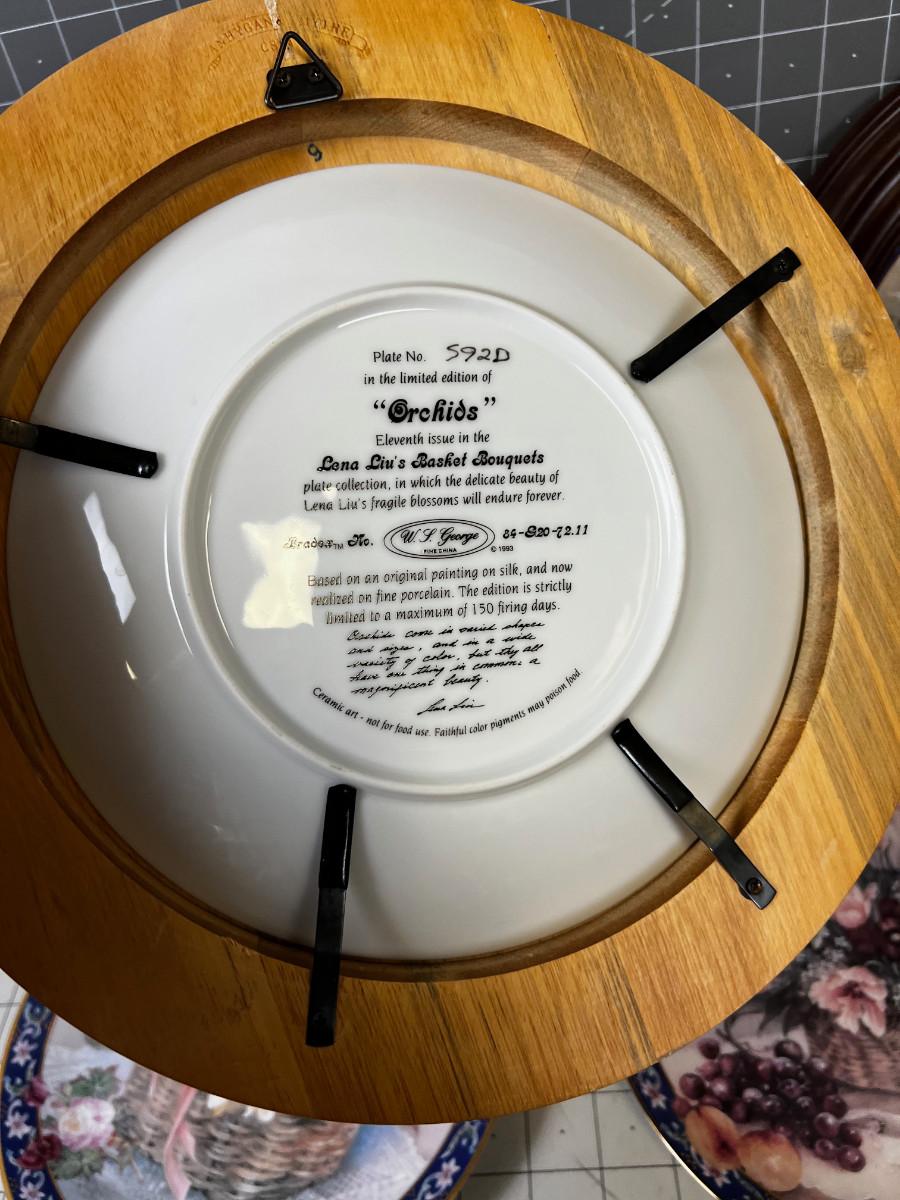 Plate No. 592D
in the limited edition of
“Orchids”
Eleventh issue in the
Lena Liu's Basket Bouquets
plate collection, in which the delicate beauty of
Lena Liu's fragile blossoms will endure forever.
Bradex™ No. W. S. George FINE CHINA © 1993 84-G20-72.11
Based on an original painting on silk, and now
realized on fine porcelain. The edition is strictly
limited to a maximum of 150 firing days.
Orchids come in varied shapes
and sizes, and in a wide
variety of color, but they all
have one thing in common: a
magnificent beauty.
Lena Liu
Ceramic art - not for food use. Faithful color pigments may poison food